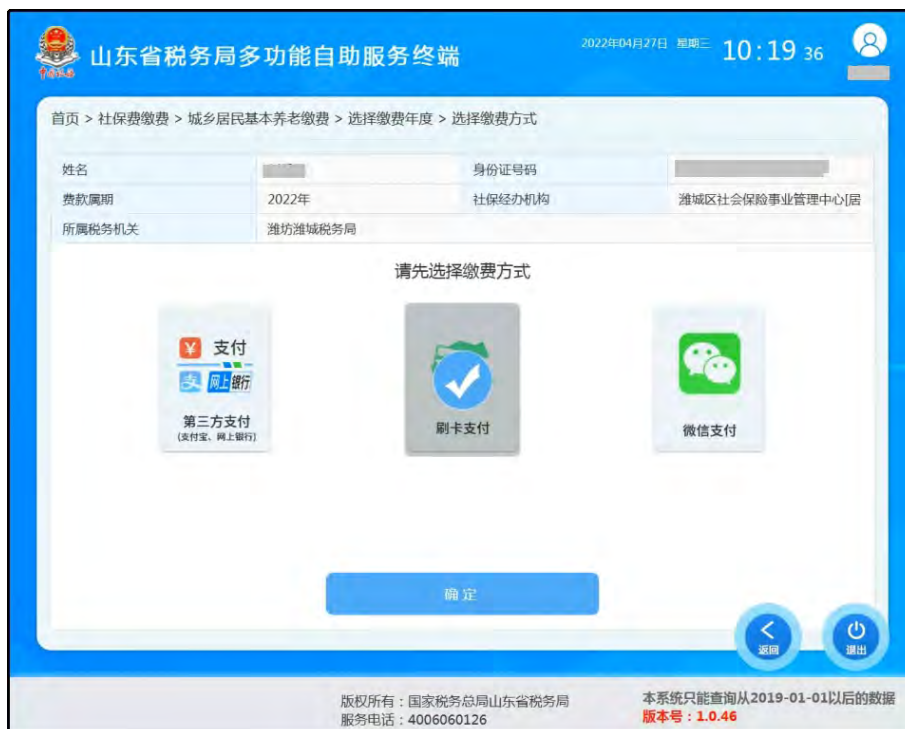 山东省税务局多功能自助服务终端
2022年04月27日 星期三 10:19 36
中国税务
首页 > 社保费缴费 > 城乡居民基本养老缴费 > 选择缴费年度 > 选择缴费方式
姓名 身份证号码
费款属期 2022年 社保经办机构 潍城区社会保险事业管理中心[居
所属税务机关 潍坊潍城税务局
请先选择缴费方式
支付
支 网上银行
第三方支付
(支付宝、网上银行)
刷卡支付
微信支付
确定
返回
退出
版权所有：国家税务总局山东省税务局
服务电话：4006060126
本系统只能查询从2019-01-01以后的数据
版本号：1.0.46